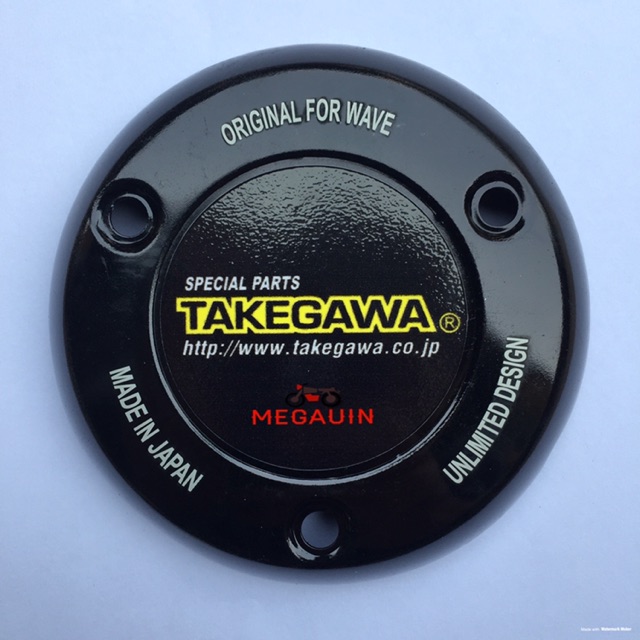 ORIGINAL FOR WAVE
SPECIAL PARTS
TAKEGAWA®
http://www.takegawa.co.jp
MEGAUIN
MADE IN JAPAN
UNLIMITED DESIGN